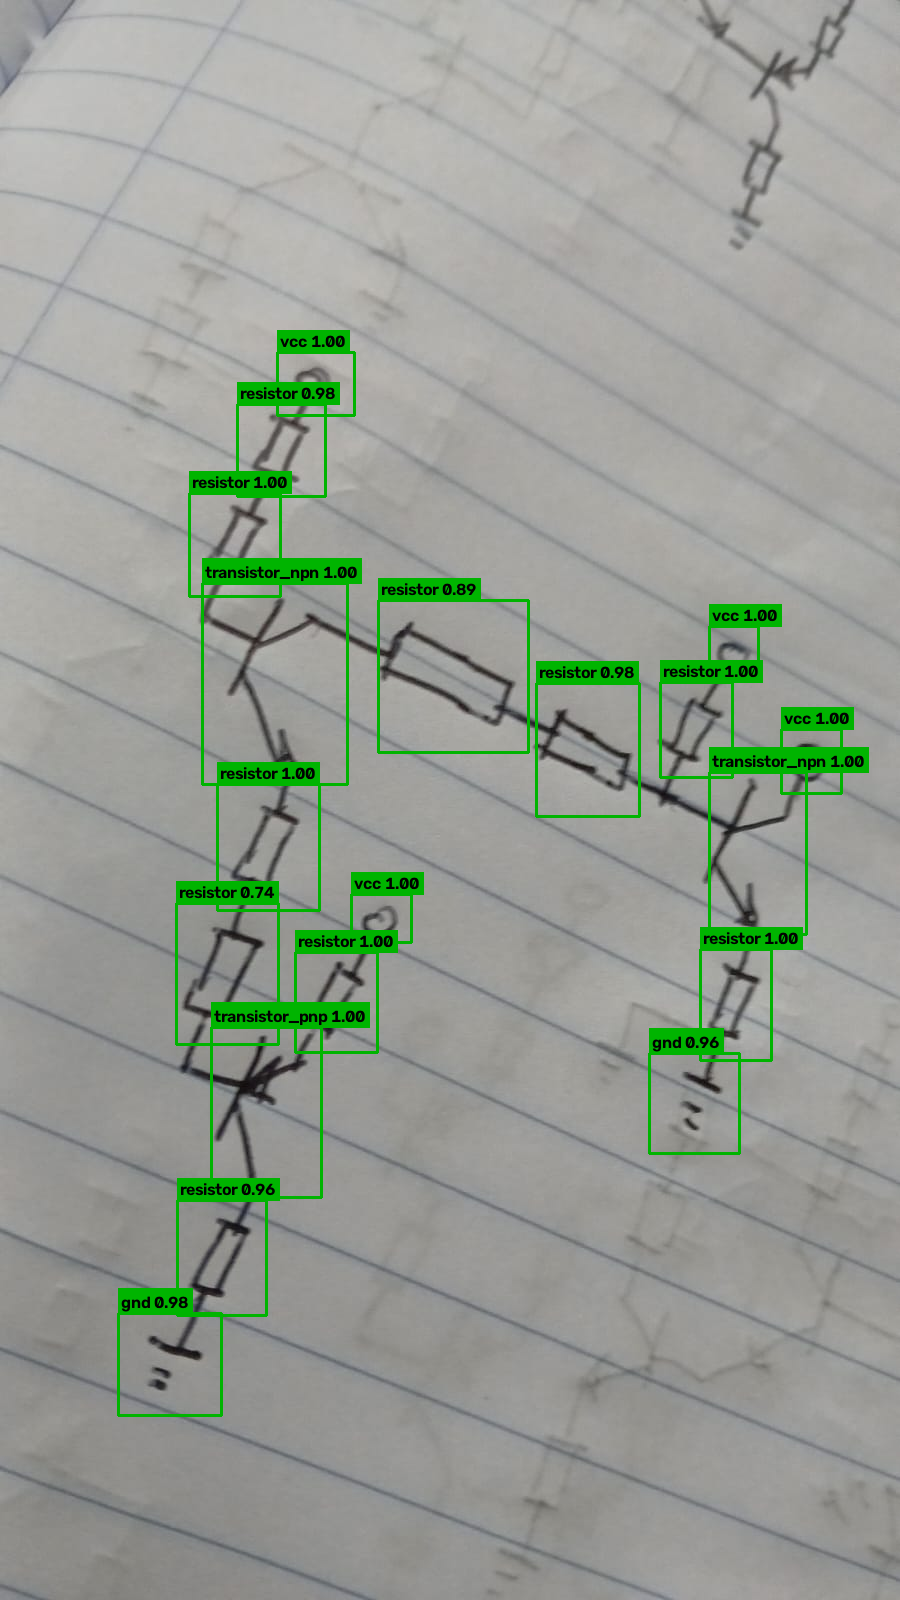 vcc 1.00
resistor 0.98
resistor 1.00
transistor_npn 1.00
resistor 0.89
vcc 1.00
resistor 0.98
resistor 1.00
vcc 1.00
transistor_npn 1.00
resistor 1.00
vcc 1.00
resistor 0.74
resistor 1.00
resistor 1.00
transistor_pnp 1.00
gnd 0.96
resistor 0.96
gnd 0.98